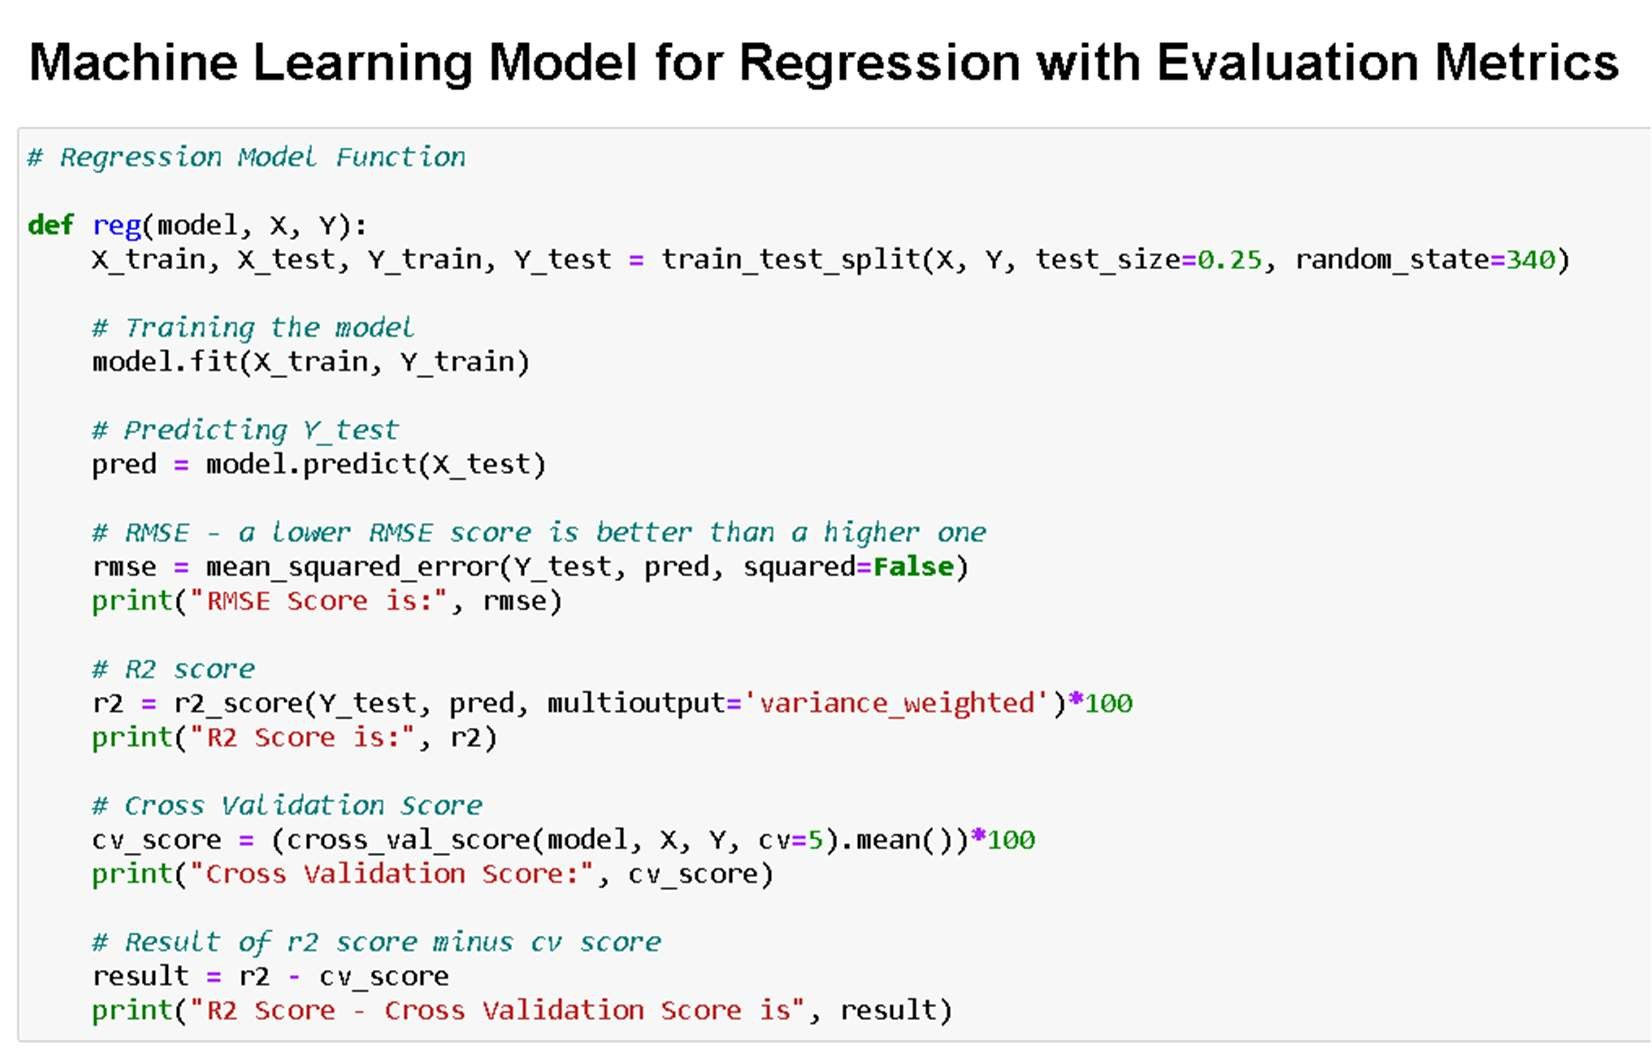 Machine Learning Model for Regression with Evaluation Metrics
# Regression Model Function
def reg(model, X, Y):
X_train, X_test, Y_train, Y_test = train_test_split(X, Y, test_size=0.25, random_state=340)
# Training the model
model.fit(X_train, Y_train)
# Predicting Y_test
pred = model.predict(X_test)
# RMSE - a lower RMSE score is better than a higher one
rmse = mean_squared_error(Y_test, pred, squared=False)
print("RMSE Score is:", rmse)
# R2 score
r2 = r2_score(Y_test, pred, multioutput='variance_weighted')*100
print("R2 Score is:", r2)
# Cross Validation Score
cv_score = (cross_val_score(model, X, Y, cv=5).mean())*100
print("Cross Validation Score:", cv_score)
# Result of r2 score minus cv score
result = r2 - cv_score
print("R2 Score - Cross Validation Score is", result)